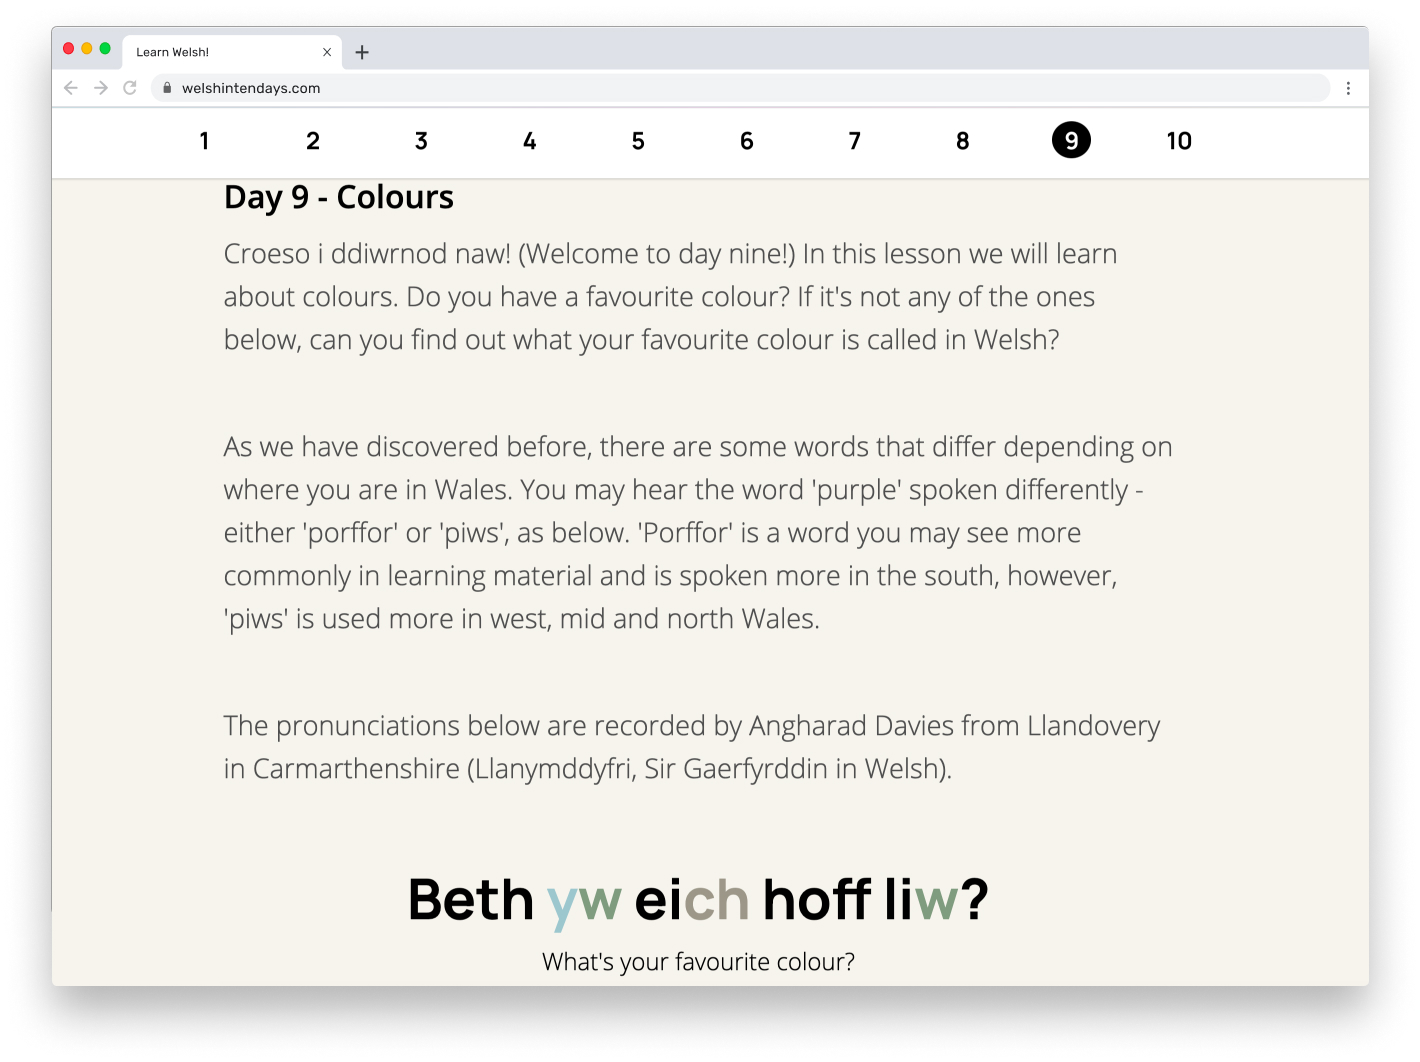 Learn Welsh!
welshintendays.com
1 2 3 4 5 6 7 8 9 10
Day 9 - Colours
Croeso i ddiwrnod naw! (Welcome to day nine!) In this lesson we will learn
about colours. Do you have a favourite colour? If it's not any of the ones
below, can you find out what your favourite colour is called in Welsh?
As we have discovered before, there are some words that differ depending on
where you are in Wales. You may hear the word 'purple' spoken differently -
either 'porffor' or 'piws', as below. 'Porffor' is a word you may see more
commonly in learning material and is spoken more in the south, however,
'piws' is used more in west, mid and north Wales.
The pronunciations below are recorded by Angharad Davies from Llandovery
in Carmarthenshire (Llanymddyfri, Sir Gaerfyrddin in Welsh).
Beth yw eich hoff liw?
What's your favourite colour?